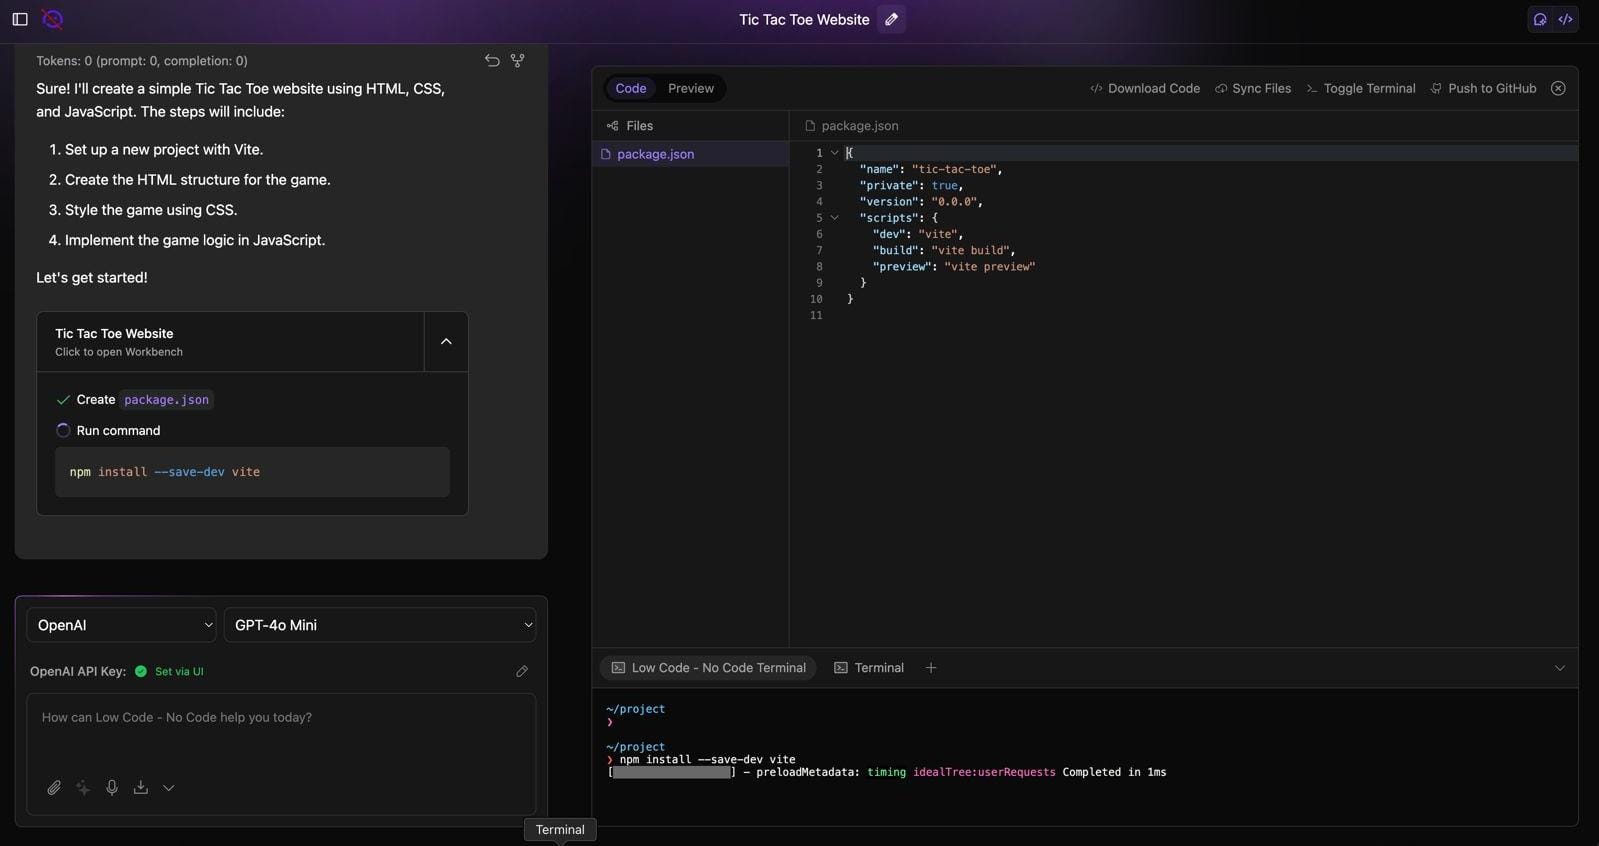 Tic Tac Toe Website
Tokens: 0 (prompt: 0, completion: 0)
Sure! I'll create a simple Tic Tac Toe website using HTML, CSS,
and JavaScript. The steps will include:
1. Set up a new project with Vite.
2. Create the HTML structure for the game.
3. Style the game using CSS.
4. Implement the game logic in JavaScript.
Let's get started!
Tic Tac Toe Website
Click to open Workbench
Create package.json
Run command
npm install --save-dev vite
OpenAI
GPT-4o Mini
OpenAI API Key: Set via UI
How can Low Code - No Code help you today?
Terminal
Code Preview
Download Code Sync Files Toggle Terminal Push to GitHub
Files
package.json
package.json
1 {
2 "name": "tic-tac-toe",
3 "private": true,
4 "version": "0.0.0",
5 "scripts": {
6 "dev": "vite",
7 "build": "vite build",
8 "preview": "vite preview"
9 }
10 }
11
Low Code - No Code Terminal Terminal +
~/project
❯
~/project
❯ npm install --save-dev vite
[ ] - preloadMetadata: timing idealTree:userRequests Completed in 1ms